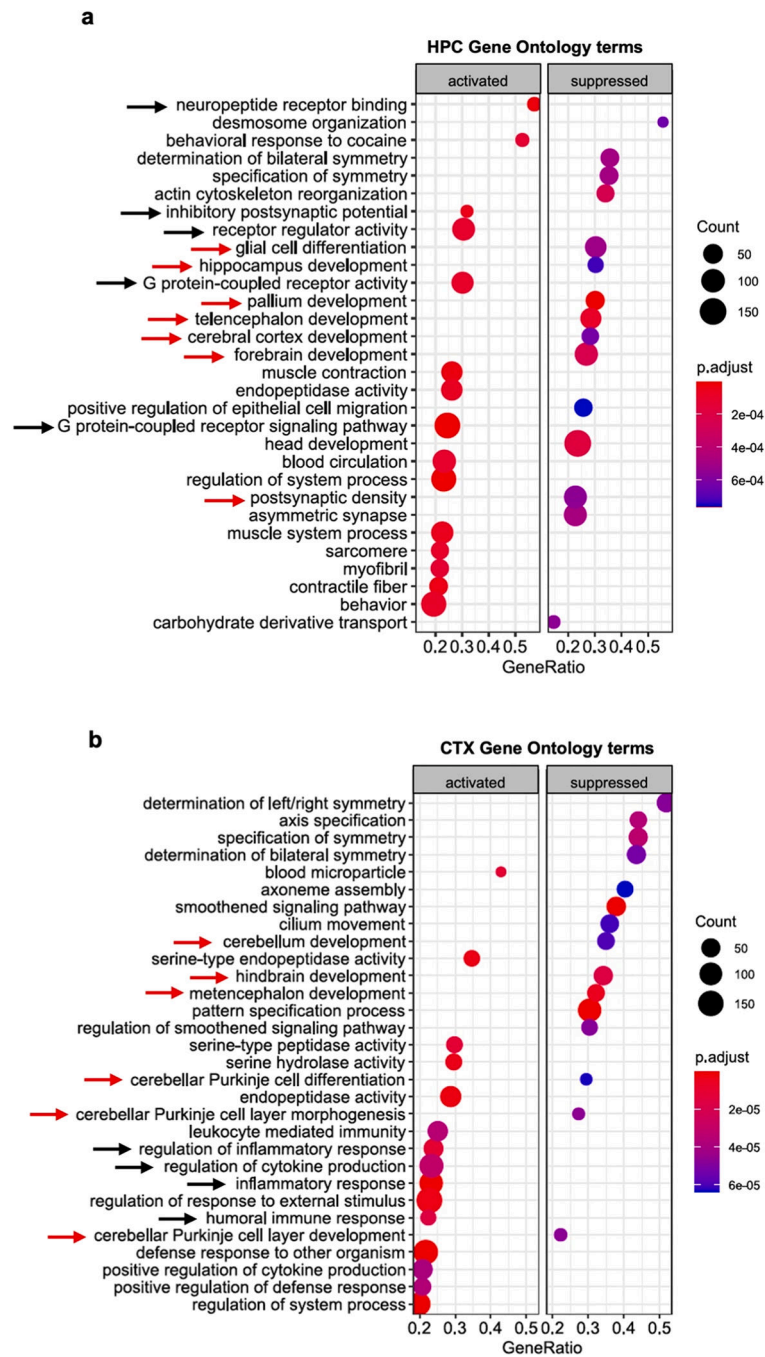 a
HPC Gene Ontology terms
activated suppressed
neuropeptide receptor binding
desmosome organization
behavioral response to cocaine
determination of bilateral symmetry
specification of symmetry
actin cytoskeleton reorganization
inhibitory postsynaptic potential
receptor regulator activity
glial cell differentiation
hippocampus development
G protein-coupled receptor activity
pallium development
telencephalon development
cerebral cortex development
forebrain development
muscle contraction
endopeptidase activity
positive regulation of epithelial cell migration
G protein-coupled receptor signaling pathway
head development
blood circulation
regulation of system process
postsynaptic density
asymmetric synapse
muscle system process
sarcomere
myofibril
contractile fiber
behavior
carbohydrate derivative transport
0.2 0.3 0.4 0.5 0.2 0.3 0.4 0.5
GeneRatio
Count
50
100
150
p.adjust
2e-04
4e-04
6e-04
b
CTX Gene Ontology terms
activated suppressed
determination of left/right symmetry
axis specification
specification of symmetry
determination of bilateral symmetry
blood microparticle
axoneme assembly
smoothened signaling pathway
cilium movement
cerebellum development
serine-type endopeptidase activity
hindbrain development
metencephalon development
pattern specification process
regulation of smoothened signaling pathway
serine-type peptidase activity
serine hydrolase activity
cerebellar Purkinje cell differentiation
endopeptidase activity
cerebellar Purkinje cell layer morphogenesis
leukocyte mediated immunity
regulation of inflammatory response
regulation of cytokine production
inflammatory response
regulation of response to external stimulus
humoral immune response
cerebellar Purkinje cell layer development
defense response to other organism
positive regulation of cytokine production
positive regulation of defense response
regulation of system process
0.2 0.3 0.4 0.5 0.2 0.3 0.4 0.5
GeneRatio
Count
50
100
150
p.adjust
2e-05
4e-05
6e-05